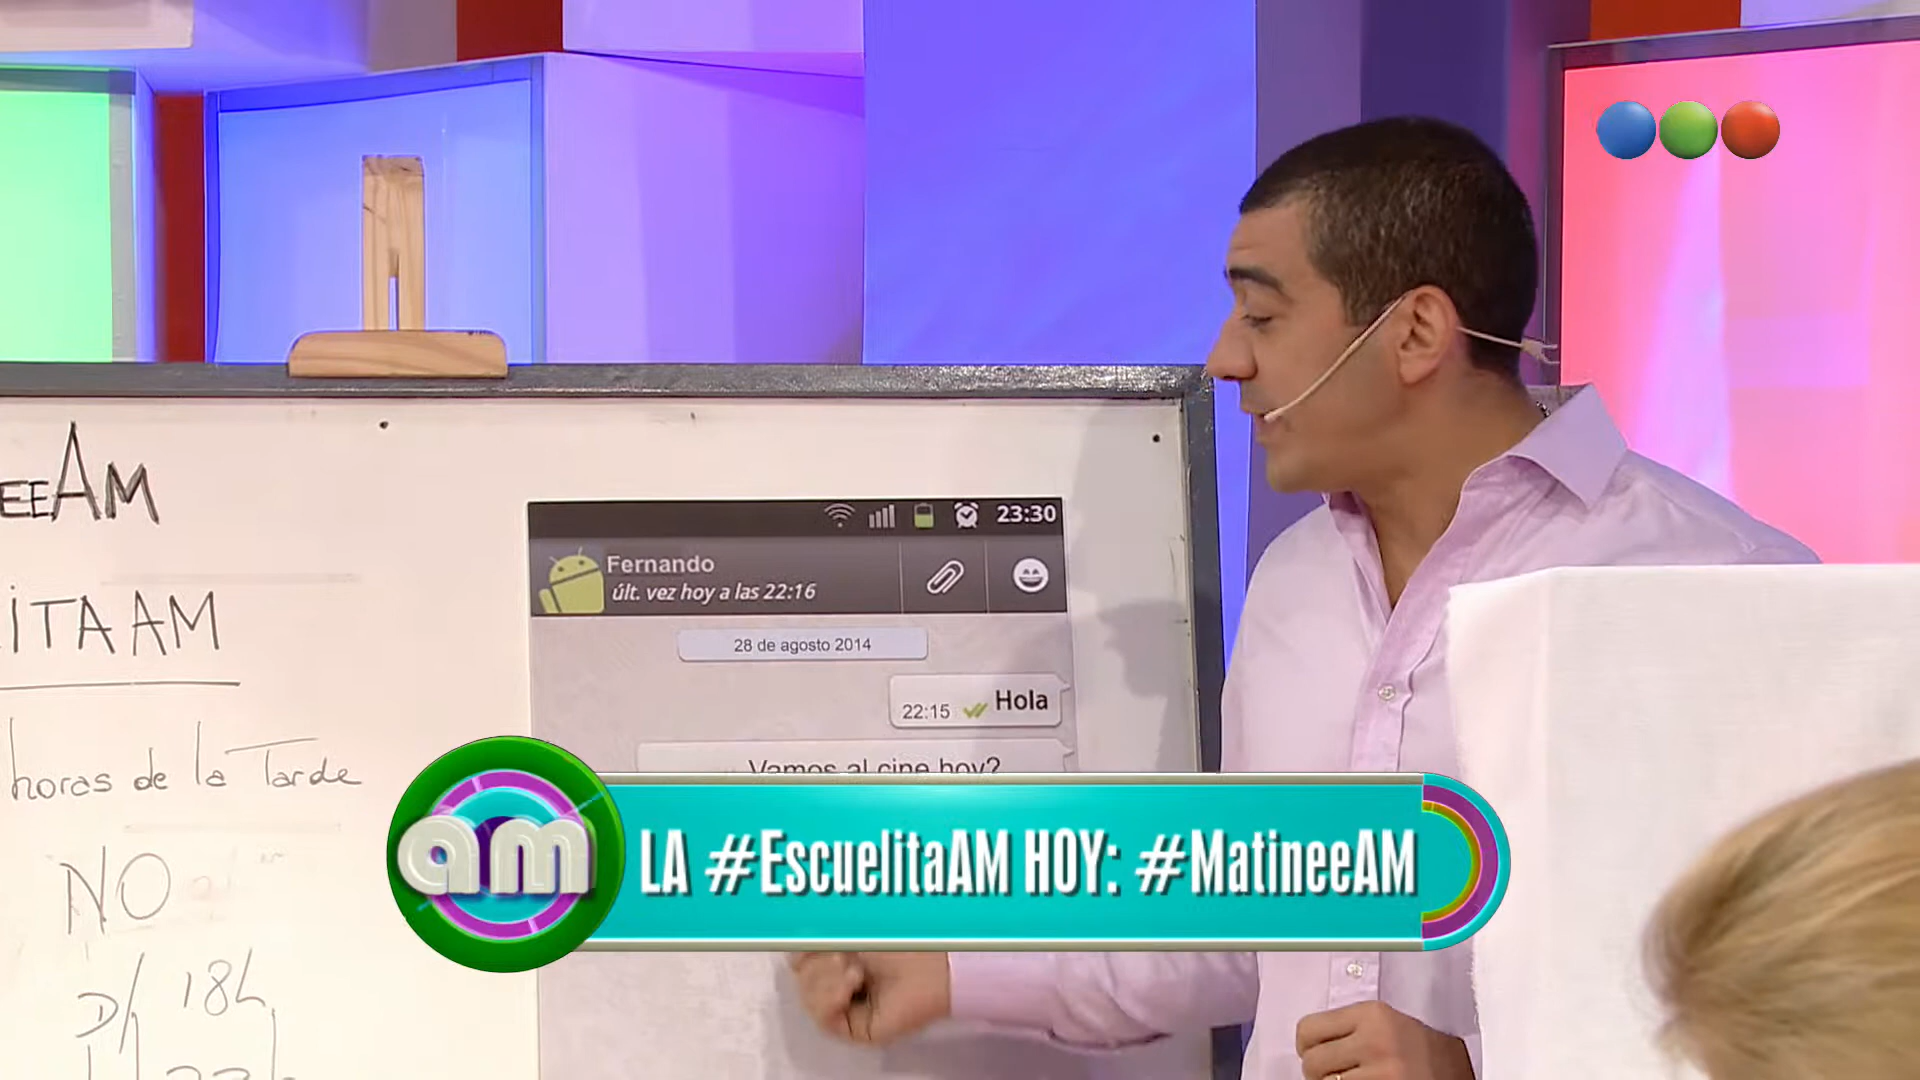 EEAM
ITA AM
horas de la Tarde
NO
D/ 18h
23:30
Fernando
últ. vez hoy a las 22:16
28 de agosto 2014
Hola
22:15
Vamos al cine hoy?
am
LA #EscuelitaAM HOY: #MatineeAM